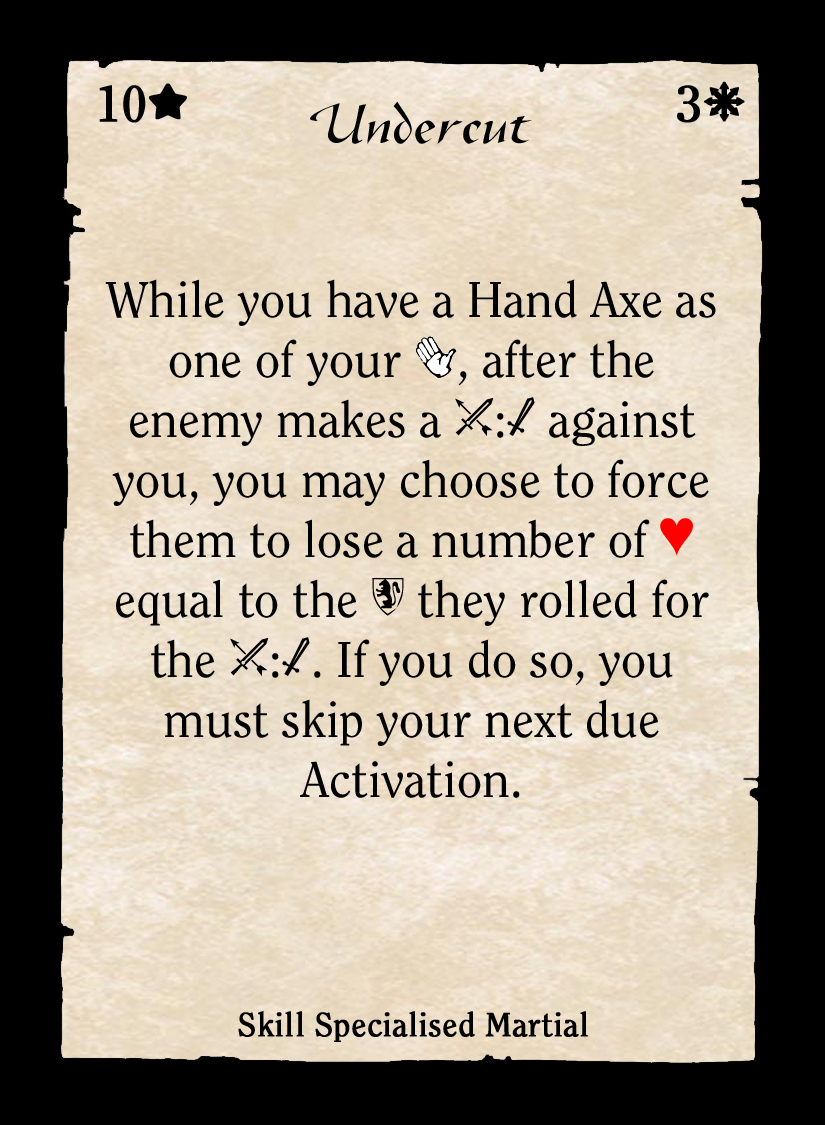 10★ Undercut 3
While you have a Hand Axe as
one of your , after the
enemy makes a : against
you, you may choose to force
them to lose a number of ♥
equal to the they rolled for
the : . If you do so, you
must skip your next due
Activation.
Skill Specialised Martial